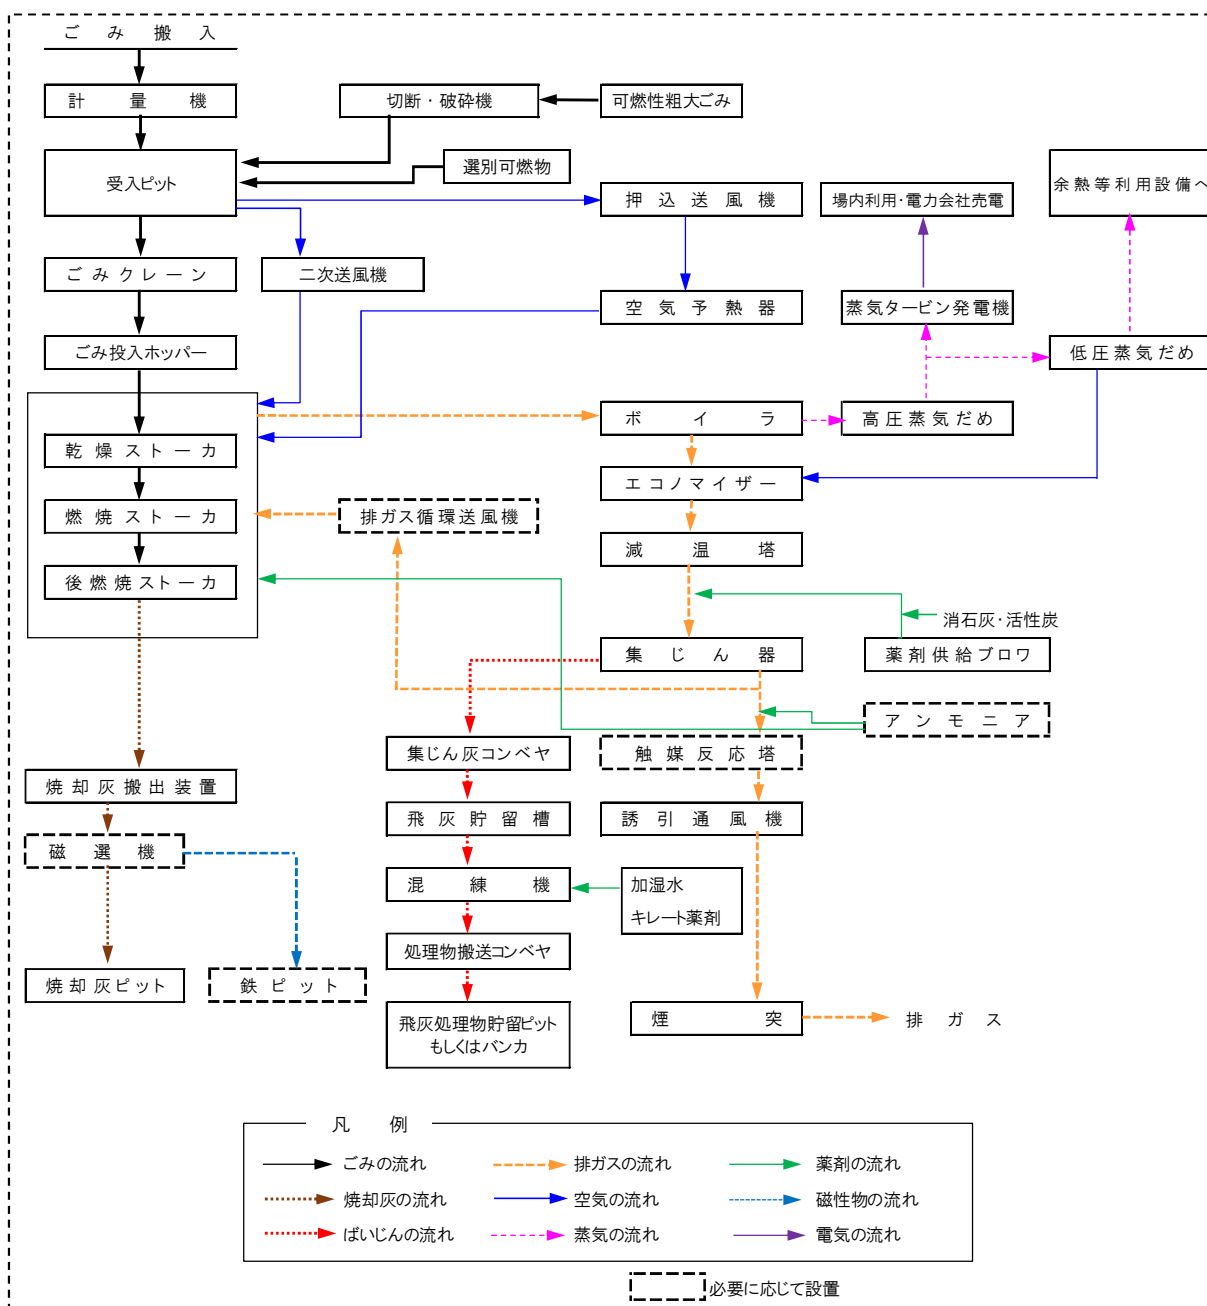 ごみ搬入
計量機
切断・破砕機
可燃性粗大ごみ
受入ピット
選別可燃物
押込送風機
場内利用・電力会社売電
余熱等利用設備へ
ごみクレーン
二次送風機
空気予熱器
蒸気タービン発電機
ごみ投入ホッパー
低圧蒸気だめ
ボイラ
高圧蒸気だめ
乾燥ストーカ
エコノマイザー
燃焼ストーカ
排ガス循環送風機
減温塔
後燃焼ストーカ
消石灰・活性炭
集じん器
薬剤供給ブロワ
アンモニア
集じん灰コンベヤ
触媒反応塔
焼却灰搬出装置
飛灰貯留槽
誘引通風機
磁選機
混練機
加湿水
キレート薬剤
処理物搬送コンベヤ
焼却灰ピット
鉄ピット
飛灰処理物貯留ピット
もしくはバンカ
煙突
排ガス
凡例
ごみの流れ
排ガスの流れ
薬剤の流れ
焼却灰の流れ
空気の流れ
磁性物の流れ
ばいじんの流れ
蒸気の流れ
電気の流れ
必要に応じて設置